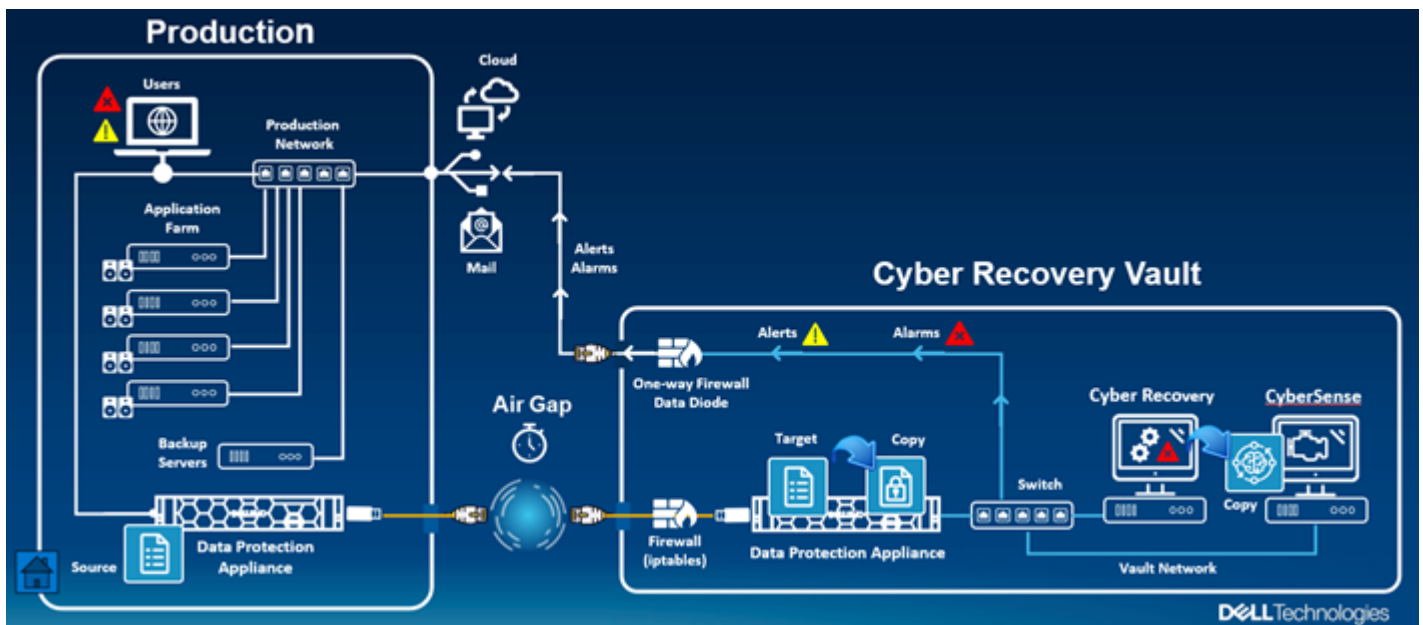 Production
Users
Production
Network
Application
Farm
Backup
Servers
Source
Data Protection
Appliance
Cloud
@
Mail
Alerts
Alarms
Air Gap
Cyber Recovery Vault
Alerts
Alarms
One-way Firewall
Data Diode
Cyber Recovery
CyberSense
Target
Copy
Switch
Copy
Firewall
(iptables)
Data Protection Appliance
Vault Network
DELLTechnologies